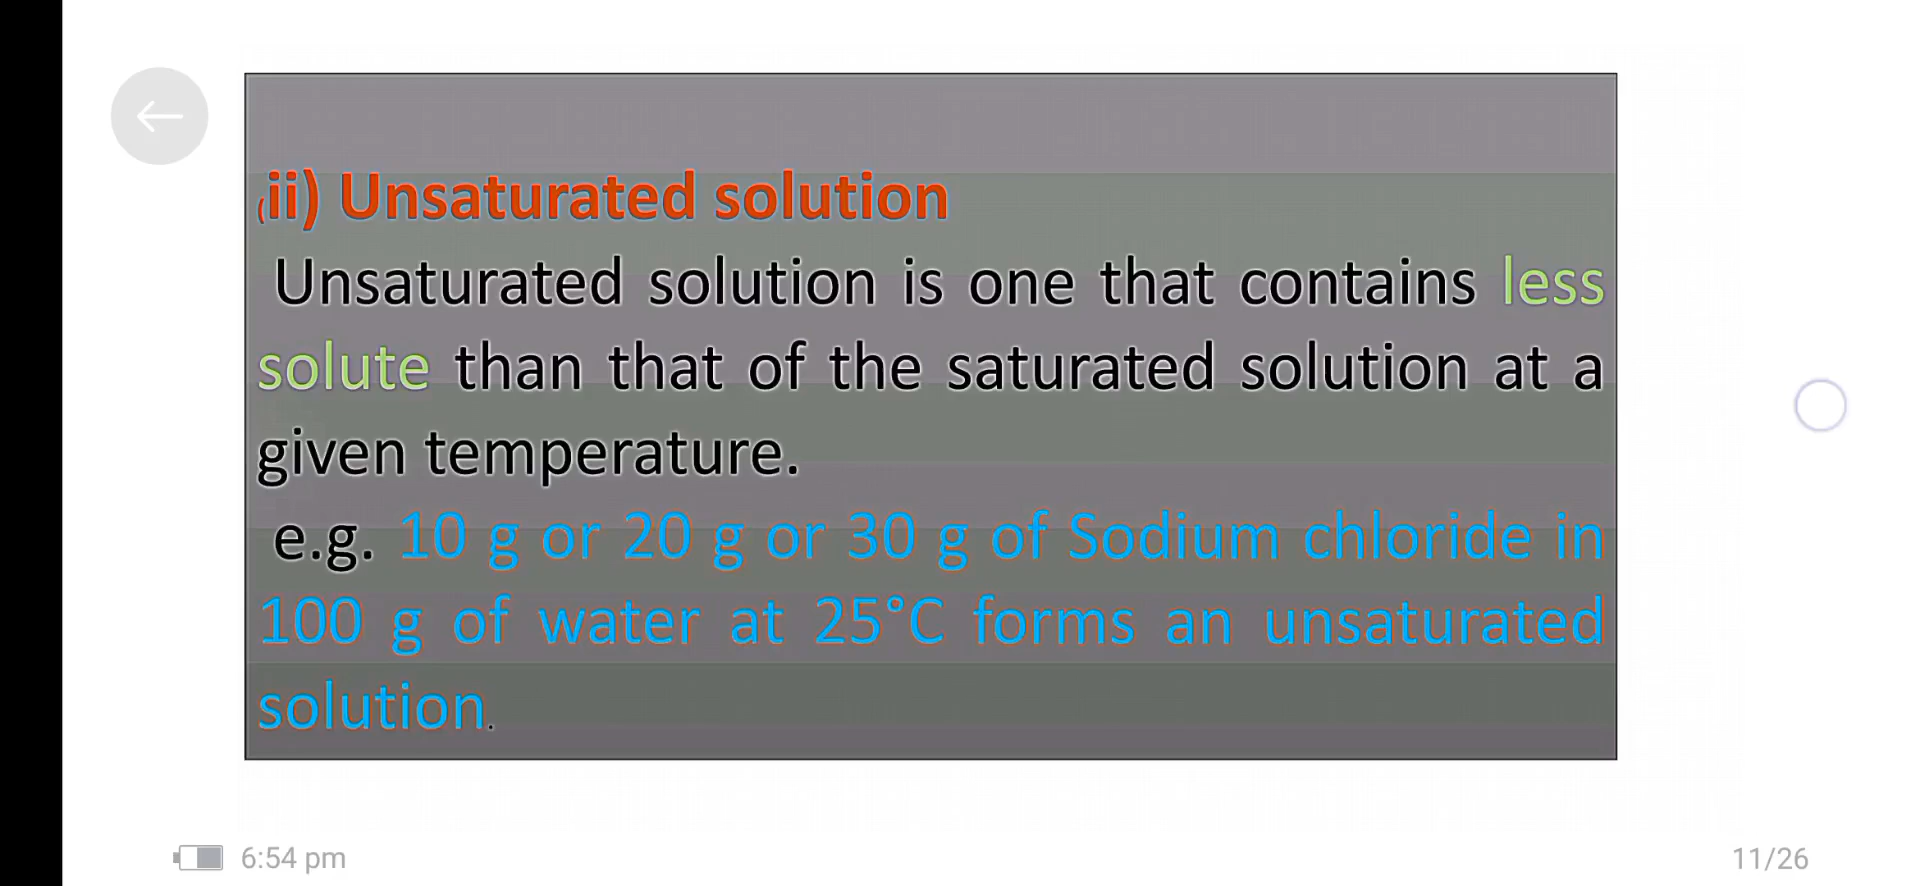 (ii) Unsaturated solution
Unsaturated solution is one that contains less
solute than that of the saturated solution at a
given temperature.
e.g. 10 g or 20 g or 30 g of Sodium chloride in
100 g of water at 25°C forms an unsaturated
solution.
6:54 pm
11/26